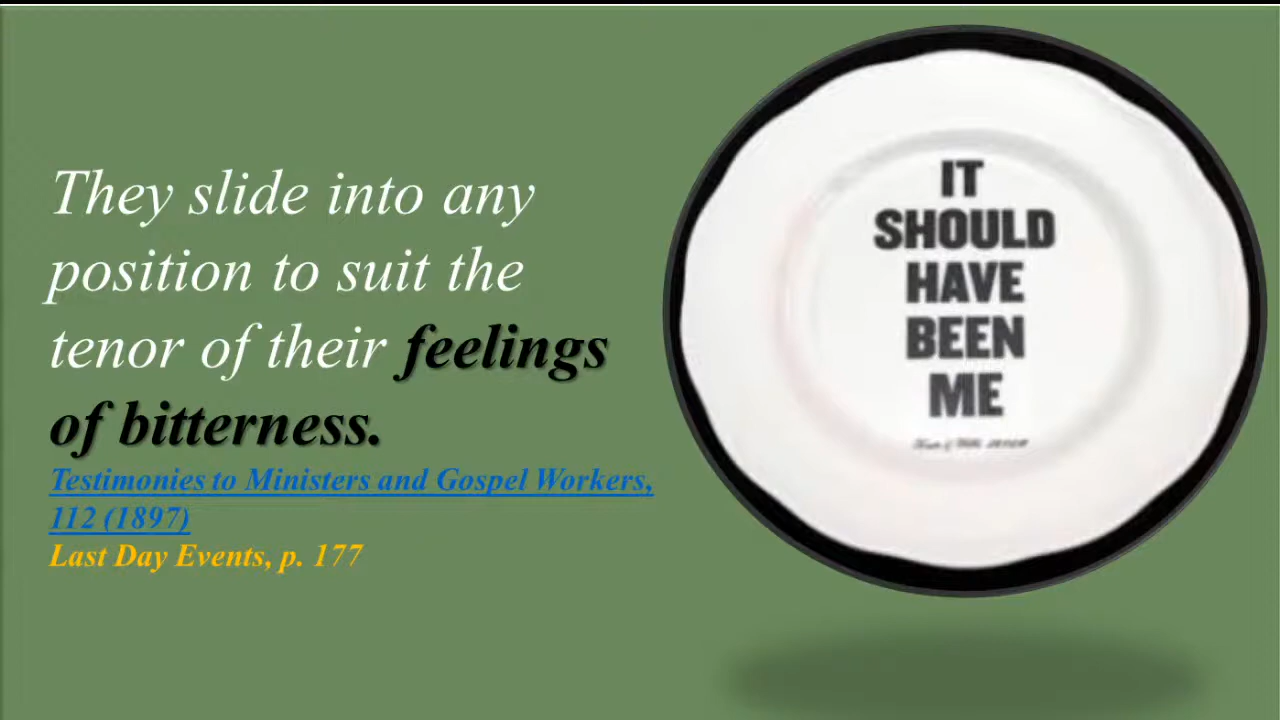 They slide into any
position to suit the
tenor of their feelings
of bitterness.
Testimonies to Ministers and Gospel Workers,
112 (1897)
Last Day Events, p. 177
IT
SHOULD
HAVE
BEEN
ME